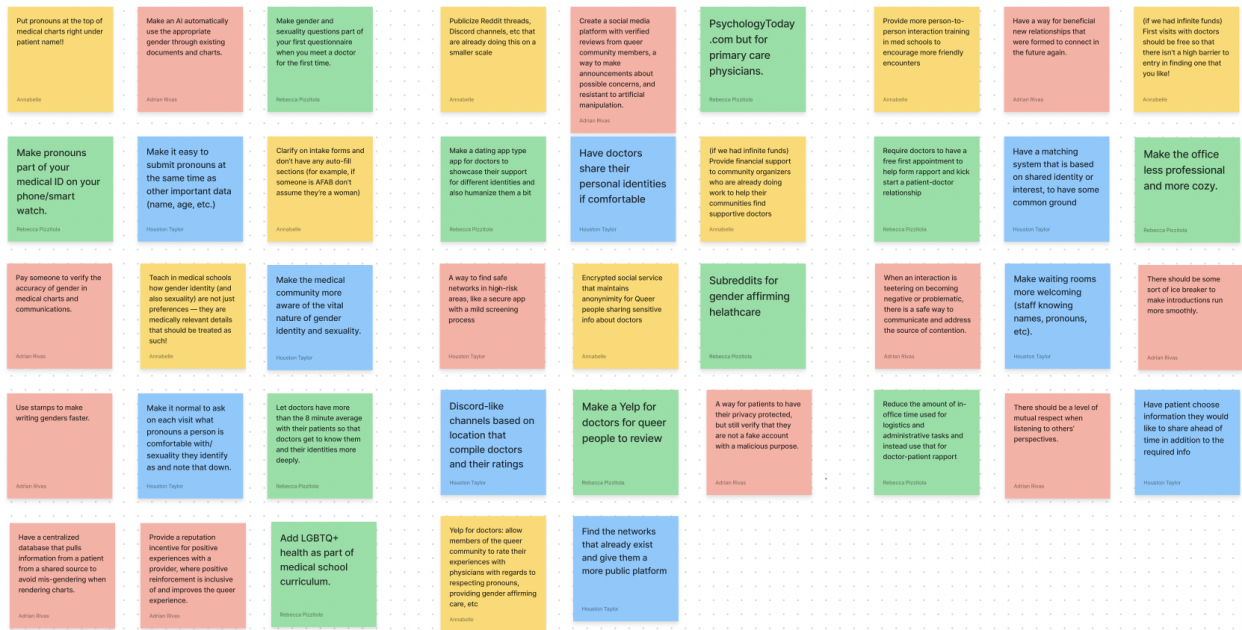 Put pronouns at the top of
medical charts right under
patient name!!
Annabelle
Make an AI automatically
use the appropriate
gender through existing
documents and charts.
Adrian Rivas
Make gender and
sexuality questions part of
your first questionnaire
when you meet a doctor
for the first time.
Rebecca Pizzitola
Make pronouns
part of your
medical ID on your
phone/smart
watch.
Rebecca Pizzitola
Make it easy to
submit pronouns at
the same time as
other important data
(name, age, etc.)
Houston Taylor
Clarify on intake forms and
don't have any auto-fill
sections (for example, if
someone is AFAB don't
assume they're a woman)
Annabelle
Pay someone to verify the
accuracy of gender in
medical charts and
communications.
Adrian Rivas
Teach in medical schools
how gender identity (and
also sexuality) are not just
preferences — they are
medically relevant details
that should be treated as
such!
Annabelle
Make the medical
community more
aware of the vital
nature of gender
identity and sexuality.
Houston Taylor
Use stamps to make
writing genders faster.
Adrian Rivas
Make it normal to ask
on each visit what
pronouns a person is
comfortable with/
sexuality they identify
as and note that down.
Houston Taylor
Let doctors have more
than the 8 minute average
with their patients so that
doctors get to know them
and their identities more
deeply.
Rebecca Pizzitola
Have a centralized
database that pulls
information from a patient
from a shared source to
avoid mis-gendering when
rendering charts.
Adrian Rivas
Provide a reputation
incentive for positive
experiences with a
provider, where positive
reinforcement is inclusive
of and improves the queer
experience.
Adrian Rivas
Add LGBTQ+
health as part of
medical school
curriculum.
Rebecca Pizzitola
Publicize Reddit threads,
Discord channels, etc that
are already doing this on a
smaller scale
Annabelle
Create a social media
platform with verified
reviews from queer
community members, a
way to make
announcements about
possible concerns, and
resistant to artificial
manipulation.
Adrian Rivas
PsychologyToday
.com but for
primary care
physicians.
Rebecca Pizzitola
Make a dating app type
app for doctors to
showcase their support
for different identities and
also humanize them a bit
Rebecca Pizzitola
Have doctors
share their
personal identities
if comfortable
Houston Taylor
(if we had infinite funds)
Provide financial support
to community organizers
who are already doing
work to help their
communities find
supportive doctors
Annabelle
A way to find safe
networks in high-risk
areas, like a secure app
with a mild screening
process
Houston Taylor
Encrypted social service
that maintains
anonymity for Queer
people sharing sensitive
info about doctors
Annabelle
Subreddits for
gender affirming
helathcare
Rebecca Pizzitola
Discord-like
channels based on
location that
compile doctors
and their ratings
Houston Taylor
Make a Yelp for
doctors for queer
people to review
Rebecca Pizzitola
A way for patients to have
their privacy protected,
but still verify that they
are not a fake account
with a malicious purpose.
Adrian Rivas
Yelp for doctors: allow
members of the queer
community to rate their
experiences with
physicians with regards to
respecting pronouns,
providing gender affirming
care, etc
Annabelle
Find the networks
that already exist
and give them a
more public platform
Houston Taylor
Provide more person-to-
person interaction training
in med schools to
encourage more friendly
encounters
Annabelle
Have a way for beneficial
new relationships that
were formed to connect in
the future again.
Adrian Rivas
(if we had infinite funds)
First visits with doctors
should be free so that
there isn't a high barrier to
entry in finding one that
you like!
Annabelle
Require doctors to have a
free first appointment to
help form rapport and kick
start a patient-doctor
relationship
Rebecca Pizzitola
Have a matching
system that is based
on shared identity or
interest, to have some
common ground
Houston Taylor
Make the office
less professional
and more cozy.
Rebecca Pizzitola
When an interaction is
teetering on becoming
negative or problematic,
there is a safe way to
communicate and address
the source of contention.
Adrian Rivas
Make waiting rooms
more welcoming
(staff knowing
names, pronouns,
etc).
Houston Taylor
There should be some
sort of ice breaker to
make introductions run
more smoothly.
Adrian Rivas
Reduce the amount of in-
office time used for
logistics and
administrative tasks and
instead use that for
doctor-patient rapport
Rebecca Pizzitola
There should be a level of
mutual respect when
listening to others'
perspectives.
Adrian Rivas
Have patient choose
information they would
like to share ahead of
time in addition to the
required info
Houston Taylor